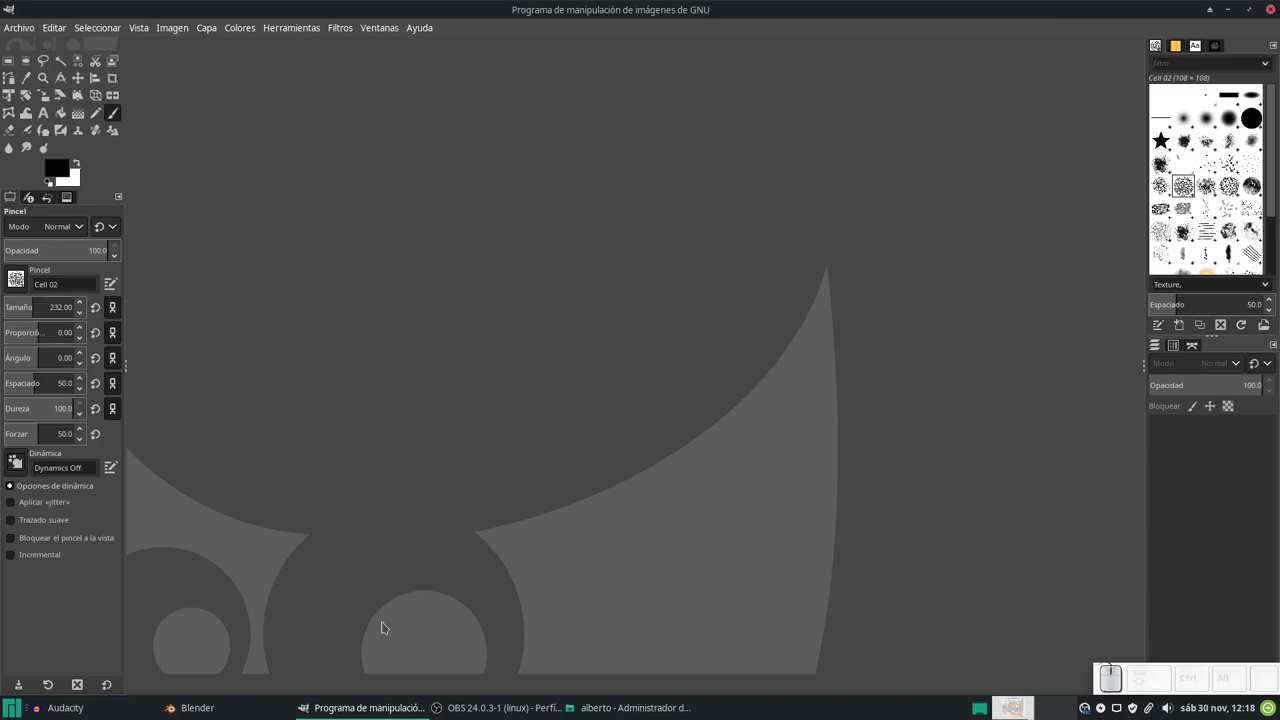 Programa de manipulación de imágenes de GNU
Archivo Editar Seleccionar Vista Imagen Capa Colores Herramientas Filtros Ventanas Ayuda
filtro
Cell 02 (108 × 108)
Pincel
Modo Normal
Opacidad 100.0
Pincel
Cell 02
Tamaño 232.00
Proporció... 0.00
Ángulo 0.00
Espaciado 50.0
Dureza 100.0
Forzar 50.0
Dinámica
Dynamics Off
Opciones de dinámica
Aplicar «jitter»
Trazado suave
Bloquear el pincel a la vista
Incremental
Aa
Texture,
Espaciado 50.0
Modo Normal
Opacidad 100.0
Bloquear:
Ctrl Alt
Audacity Blender Programa de manipulació... OBS 24.0.3-1 (linux) - Perfi... alberto - Administrador d... sáb 30 nov, 12:18